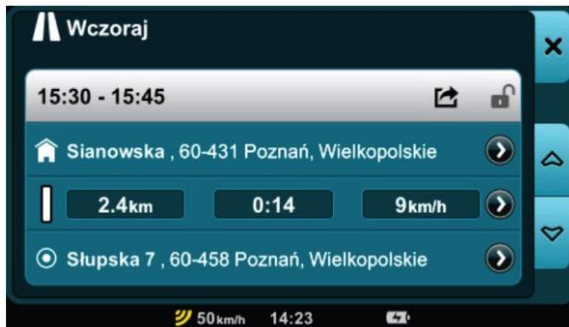 Wczoraj
15:30 - 15:45
Sianowska , 60-431 Poznań, Wielkopolskie
2.4km 0:14 9km/h
Słupska 7 , 60-458 Poznań, Wielkopolskie
50km/h 14:23